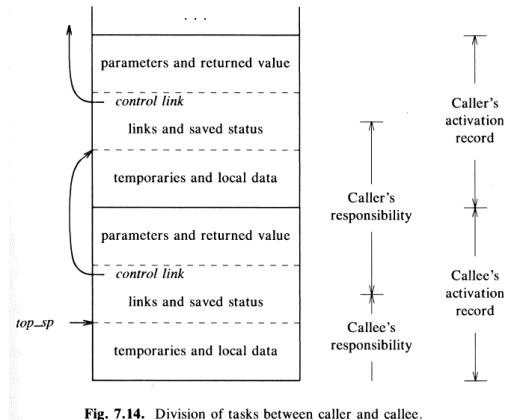 . . .
parameters and returned value
control link
links and saved status
temporaries and local data
parameters and returned value
control link
links and saved status
top_sp
temporaries and local data
Caller's
responsibility
Callee's
responsibility
Caller's
activation
record
Callee's
activation
record
Fig. 7.14. Division of tasks between caller and callee.